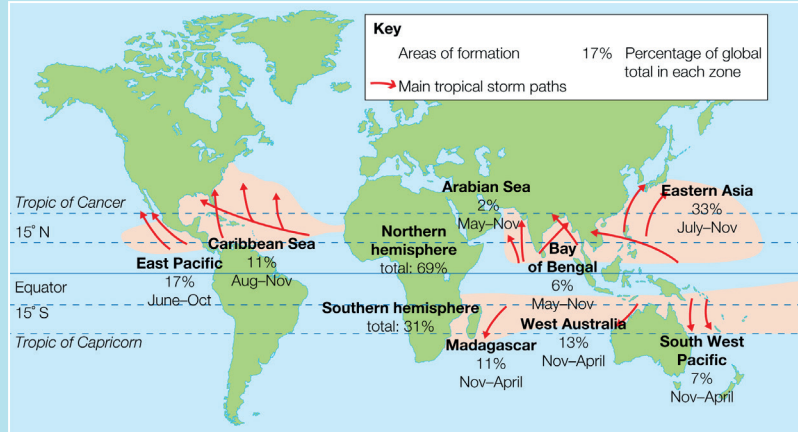 Key
Areas of formation
17% Percentage of global
total in each zone
Main tropical storm paths
Tropic of Cancer
15° N
Equator
15° S
Tropic of Capricorn
East Pacific
17%
June–Oct
Caribbean Sea
11%
Aug–Nov
Northern
hemisphere
total: 69%
Southern hemisphere
total: 31%
Arabian Sea
2%
May–Nov
Bay
of Bengal
6%
May–Nov
Eastern Asia
33%
July–Nov
Madagascar
11%
Nov–April
West Australia
13%
Nov–April
South West
Pacific
7%
Nov–April